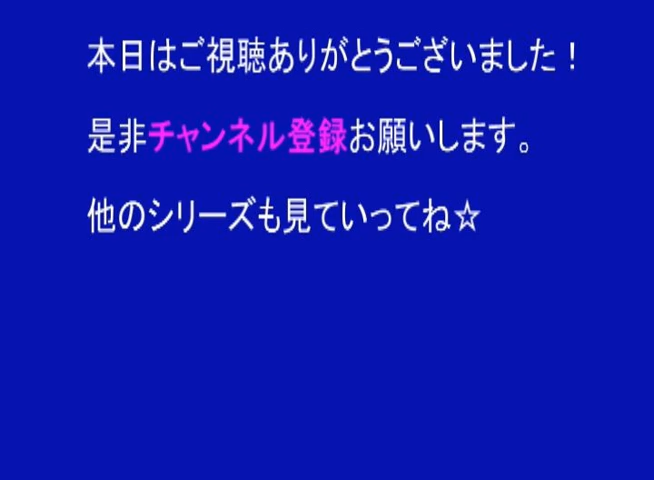 本日はご視聴ありがとうございました！
是非チャンネル登録お願いします。
他のシリーズも見ていってね☆